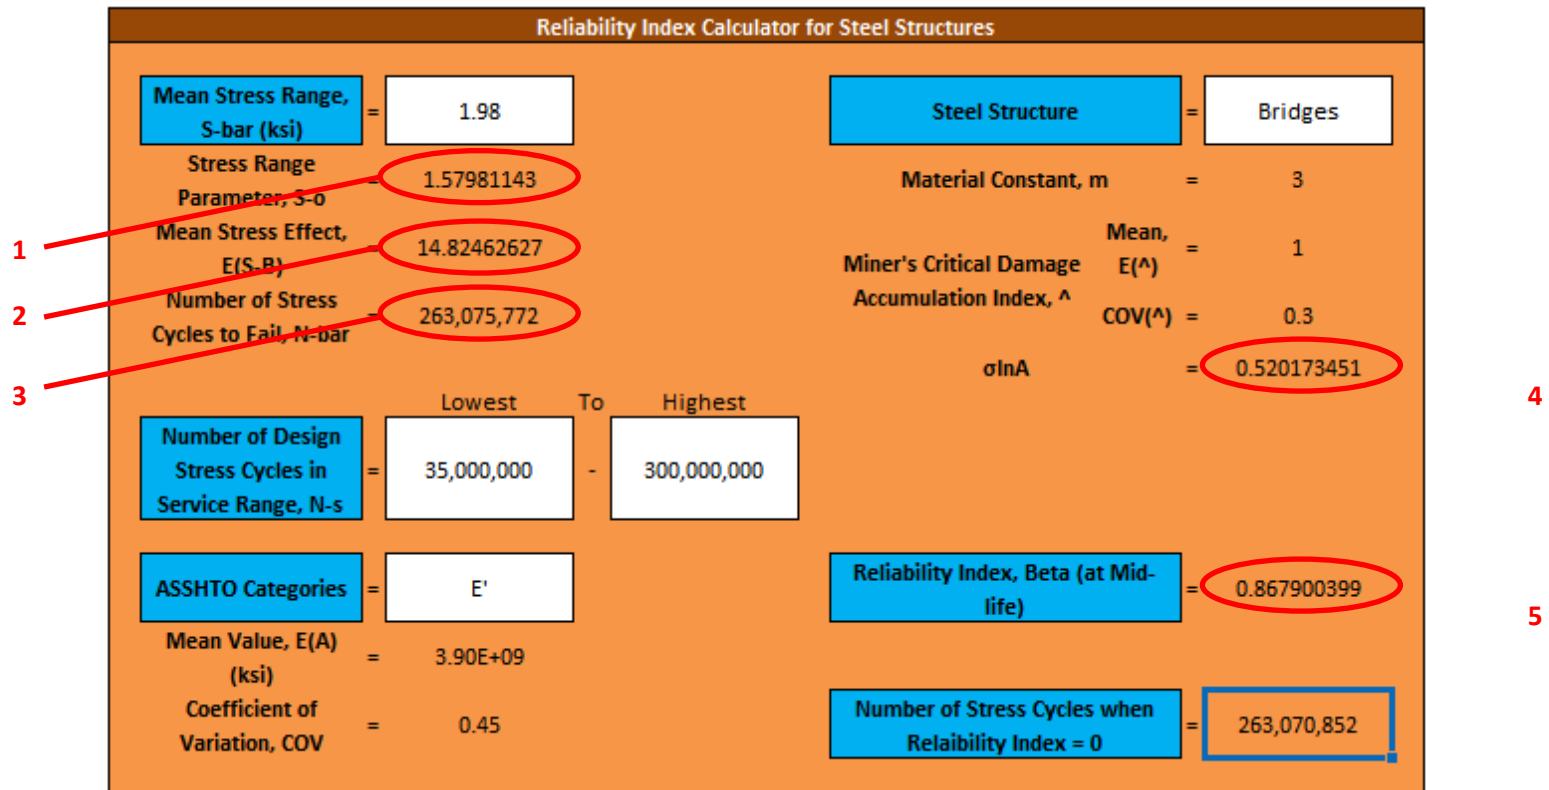 Reliability Index Calculator for Steel Structures
Mean Stress Range,
S-bar (ksi)
=
1.98
Steel Structure
=
Bridges
Stress Range
Parameter, S-o
=
1.57981143
Material Constant, m
=
3
1
Mean Stress Effect,
E(S-B)
=
14.82462627
Miner's Critical Damage
Accumulation Index, ^
Mean,
E(^)
=
1
2
Number of Stress
Cycles to Fail, N-bar
=
263,075,772
COV(^)
=
0.3
3
σlnA
=
0.520173451
4
Lowest
To
Highest
Number of Design
Stress Cycles in
Service Range, N-s
=
35,000,000
-
300,000,000
ASSHTO Categories
=
E'
Reliability Index, Beta (at Mid-
life)
=
0.867900399
5
Mean Value, E(A)
(ksi)
=
3.90E+09
Coefficient of
Variation, COV
=
0.45
Number of Stress Cycles when
Relaibility Index = 0
=
263,070,852